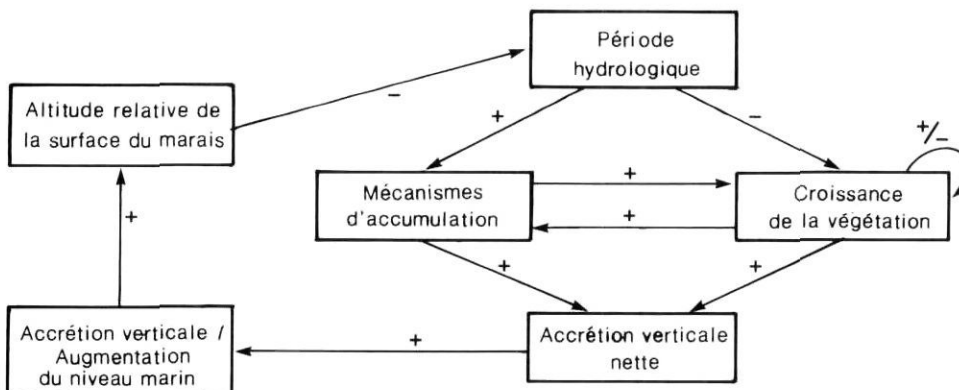 Période
hydrologique
Altitude relative de
la surface du marais
–
+
–
+/–
Mécanismes
d'accumulation
+
+
Croissance
de la végétation
+
+
+
Accrétion verticale /
Augmentation
du niveau marin
+
Accrétion verticale
nette